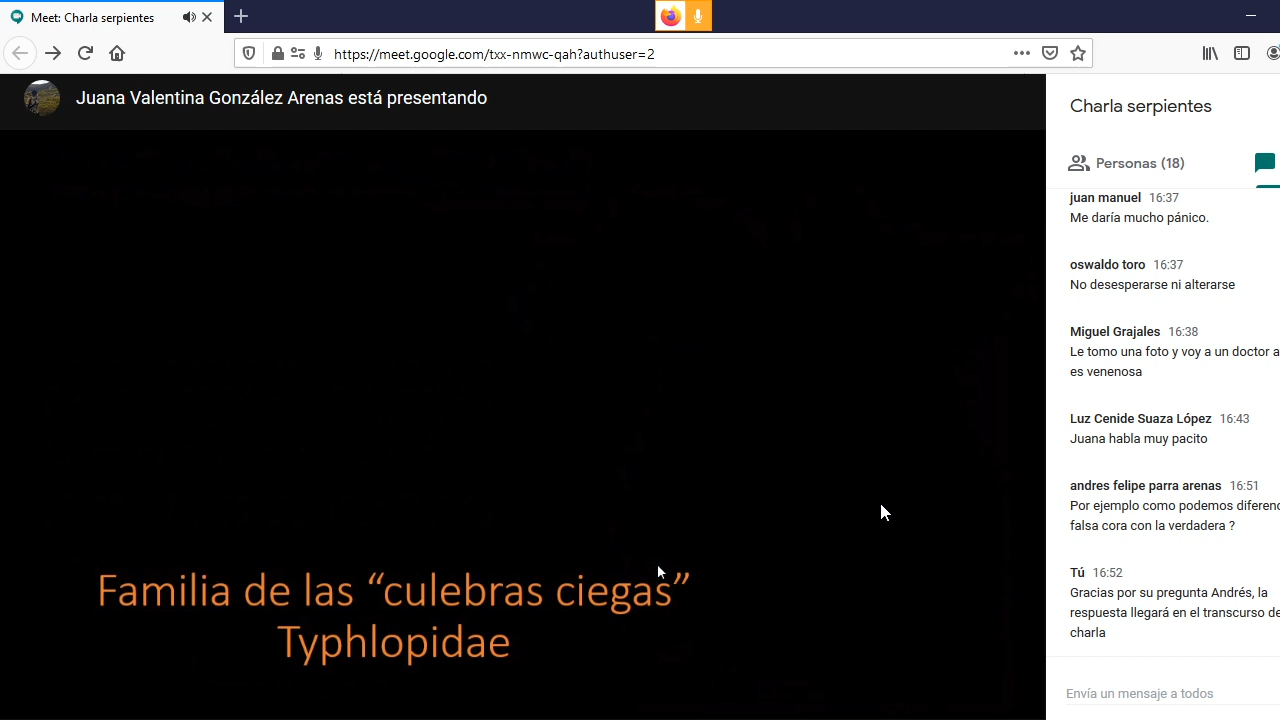 Meet: Charla serpientes
https://meet.google.com/txx-nmwc-qah?authuser=2
Juana Valentina González Arenas está presentando
Familia de las “culebras ciegas”
Typhlopidae
Charla serpientes
Personas (18)
juan manuel 16:37
Me daría mucho pánico.
oswaldo toro 16:37
No desesperarse ni alterarse
Miguel Grajales 16:38
Le tomo una foto y voy a un doctor a
es venenosa
Luz Cenide Suaza López 16:43
Juana habla muy pacito
andres felipe parra arenas 16:51
Por ejemplo como podemos diferenc
falsa cora con la verdadera ?
Tú 16:52
Gracias por su pregunta Andrés, la
respuesta llegará en el transcurso de
charla
Envía un mensaje a todos